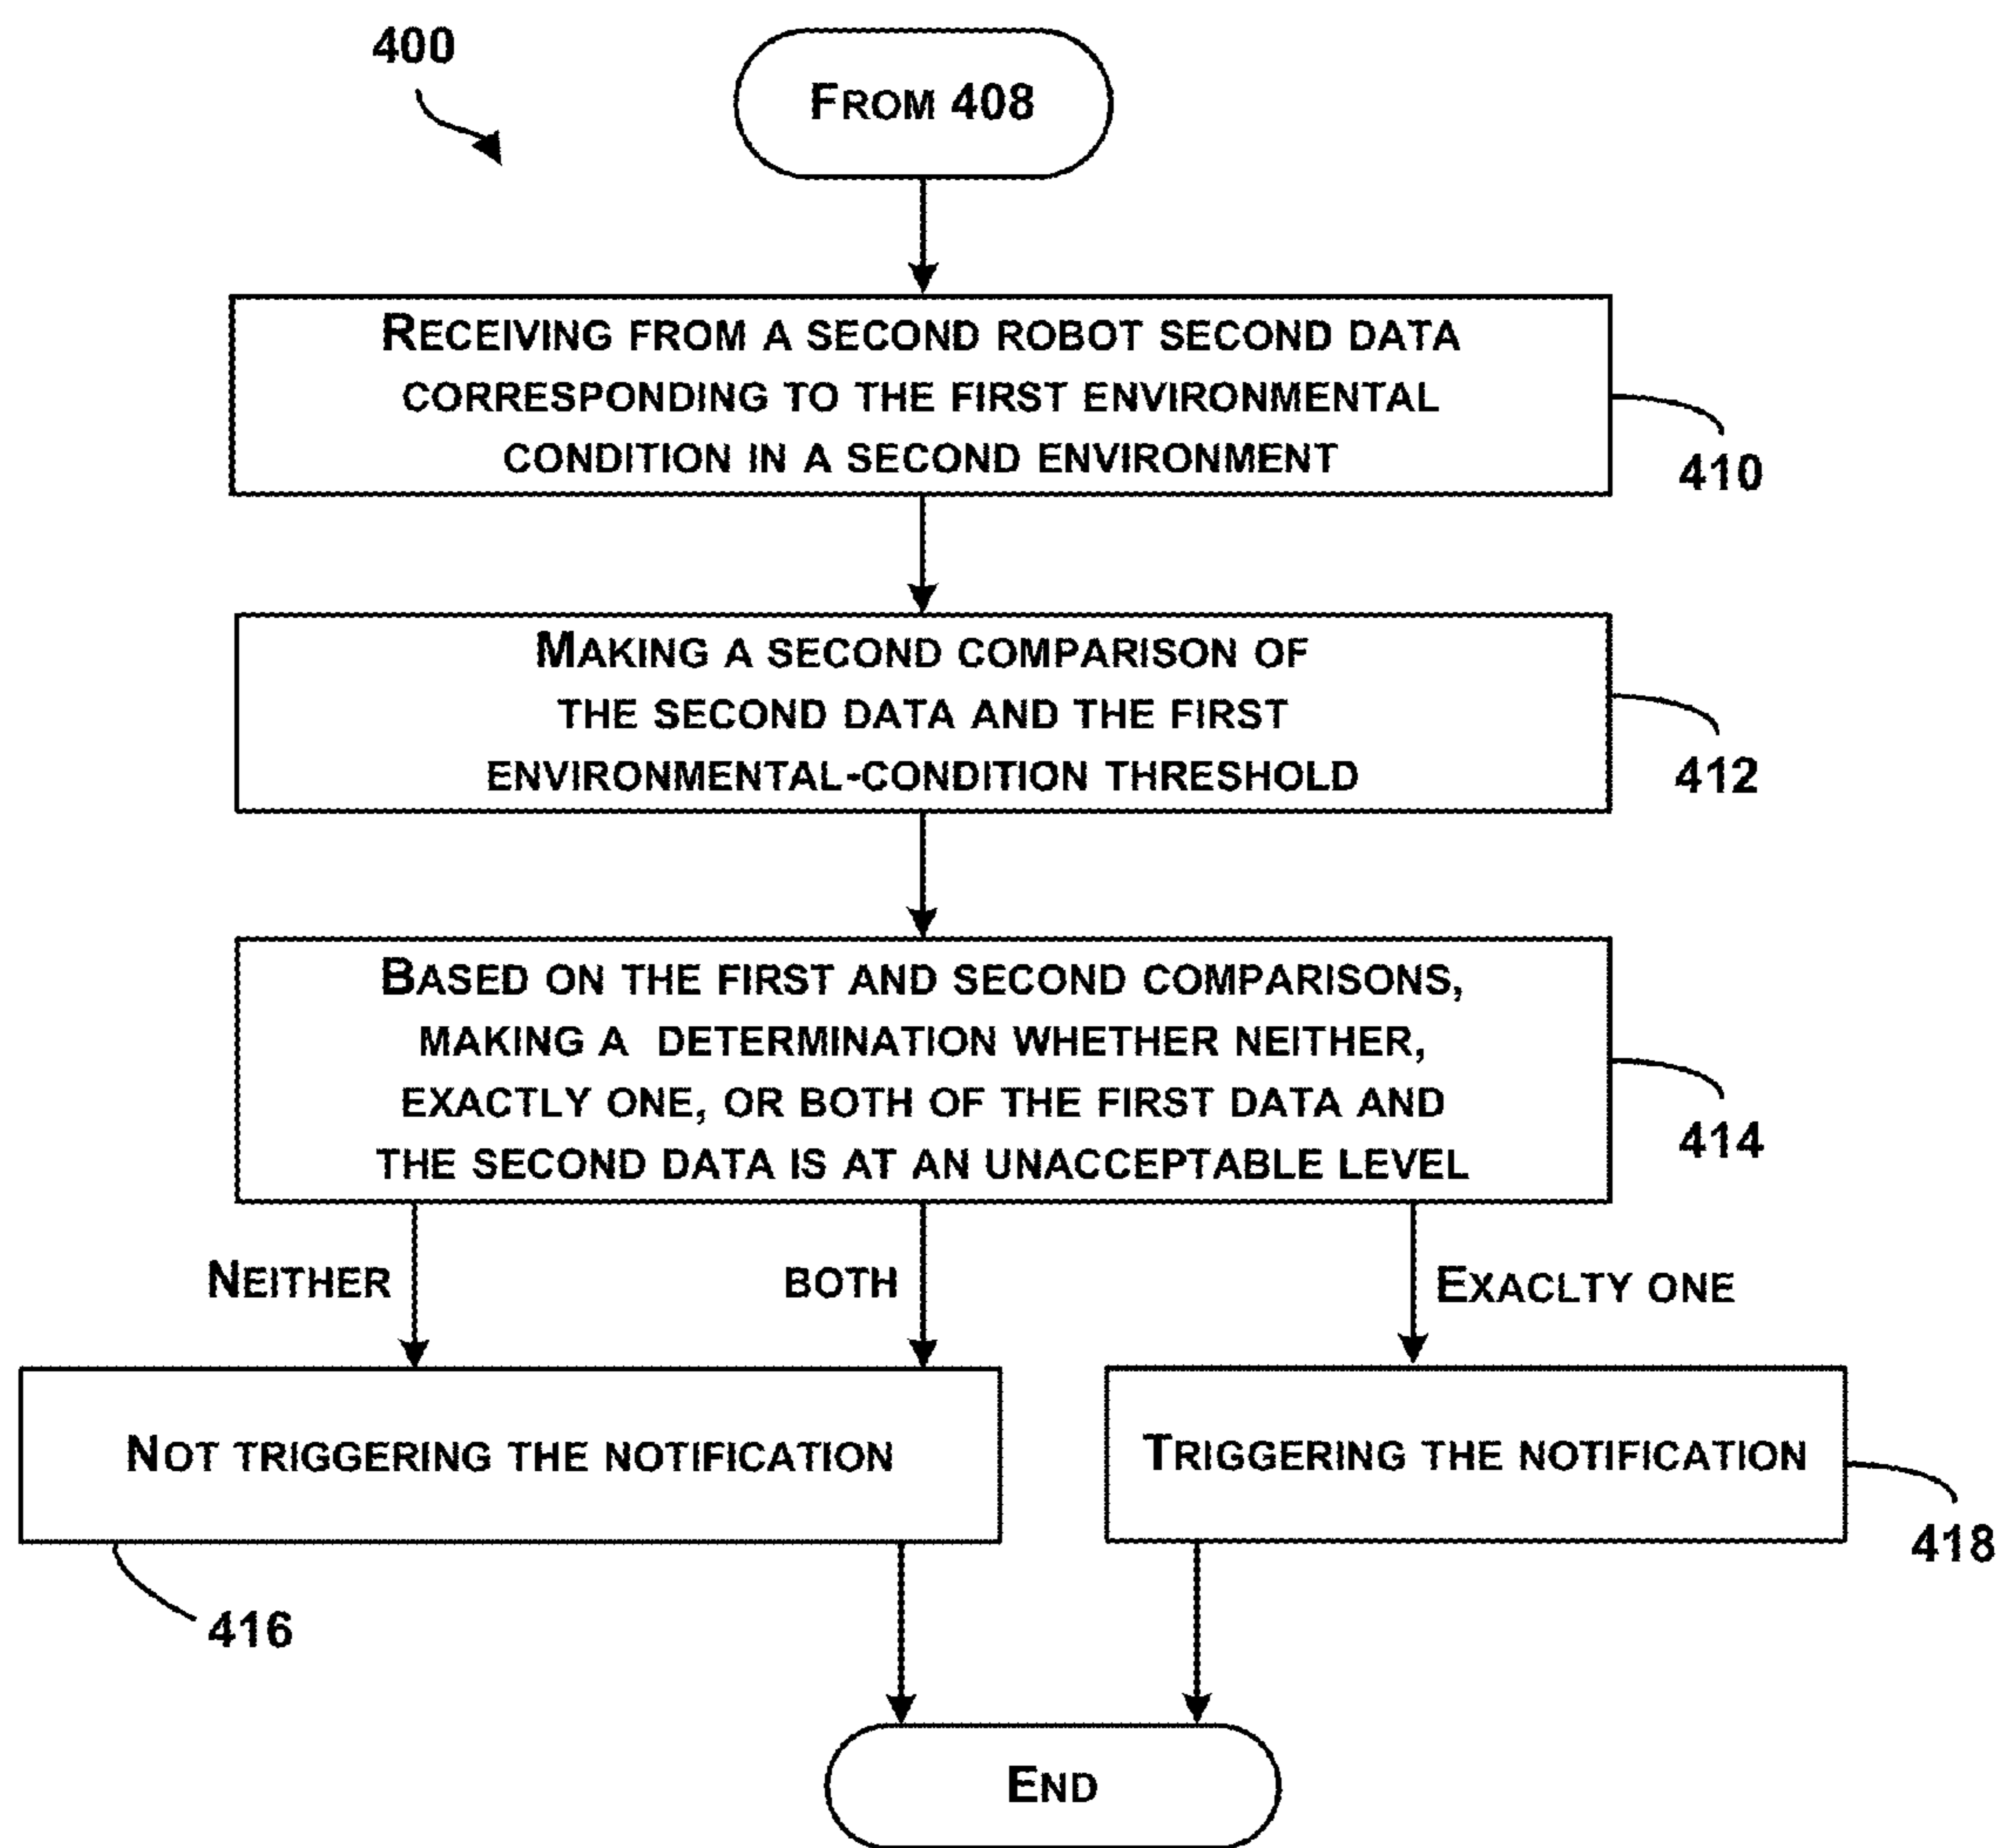 400
FROM 408
RECEIVING FROM A SECOND ROBOT SECOND DATA
CORRESPONDING TO THE FIRST ENVIRONMENTAL
CONDITION IN A SECOND ENVIRONMENT
410
MAKING A SECOND COMPARISON OF
THE SECOND DATA AND THE FIRST
ENVIRONMENTAL-CONDITION THRESHOLD
412
BASED ON THE FIRST AND SECOND COMPARISONS,
MAKING A DETERMINATION WHETHER NEITHER,
EXACTLY ONE, OR BOTH OF THE FIRST DATA AND
THE SECOND DATA IS AT AN UNACCEPTABLE LEVEL
414
NEITHER
BOTH
EXACLTY ONE
NOT TRIGGERING THE NOTIFICATION
TRIGGERING THE NOTIFICATION
416
418
END